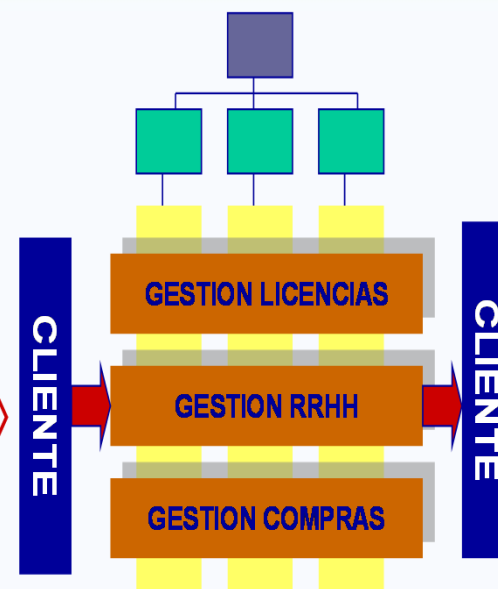 GESTION LICENCIAS
CLIENTE
GESTION RRHH
CLIENTE
GESTION COMPRAS